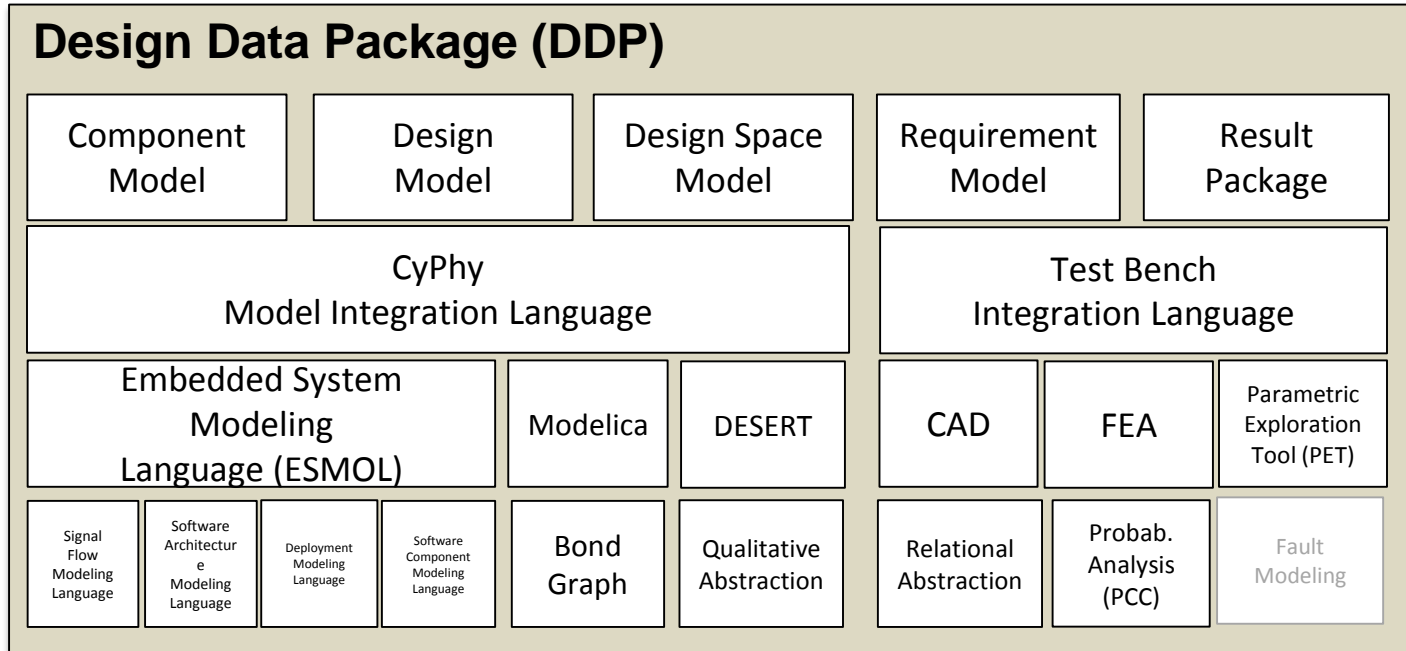 Design Data Package (DDP)
Component
Model
Design
Model
Design Space
Model
Requirement
Model
Result
Package
CyPhy
Model Integration Language
Test Bench
Integration Language
Embedded System
Modeling
Language (ESMOL)
Modelica
DESERT
CAD
FEA
Parametric
Exploration
Tool (PET)
Signal
Flow
Modeling
Language
Software
Architectur
e
Modeling
Language
Deployment
Modeling
Language
Software
Component
Modeling
Language
Bond
Graph
Qualitative
Abstraction
Relational
Abstraction
Probab.
Analysis
(PCC)
Fault
Modeling